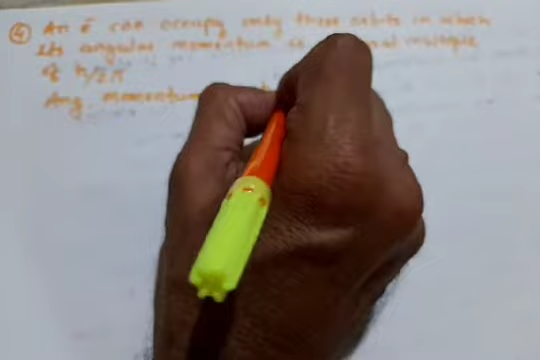 ④ An ē can occupy only those orbits in which
its angular momentum is integral multiple
of h/2π
Ang. momentum